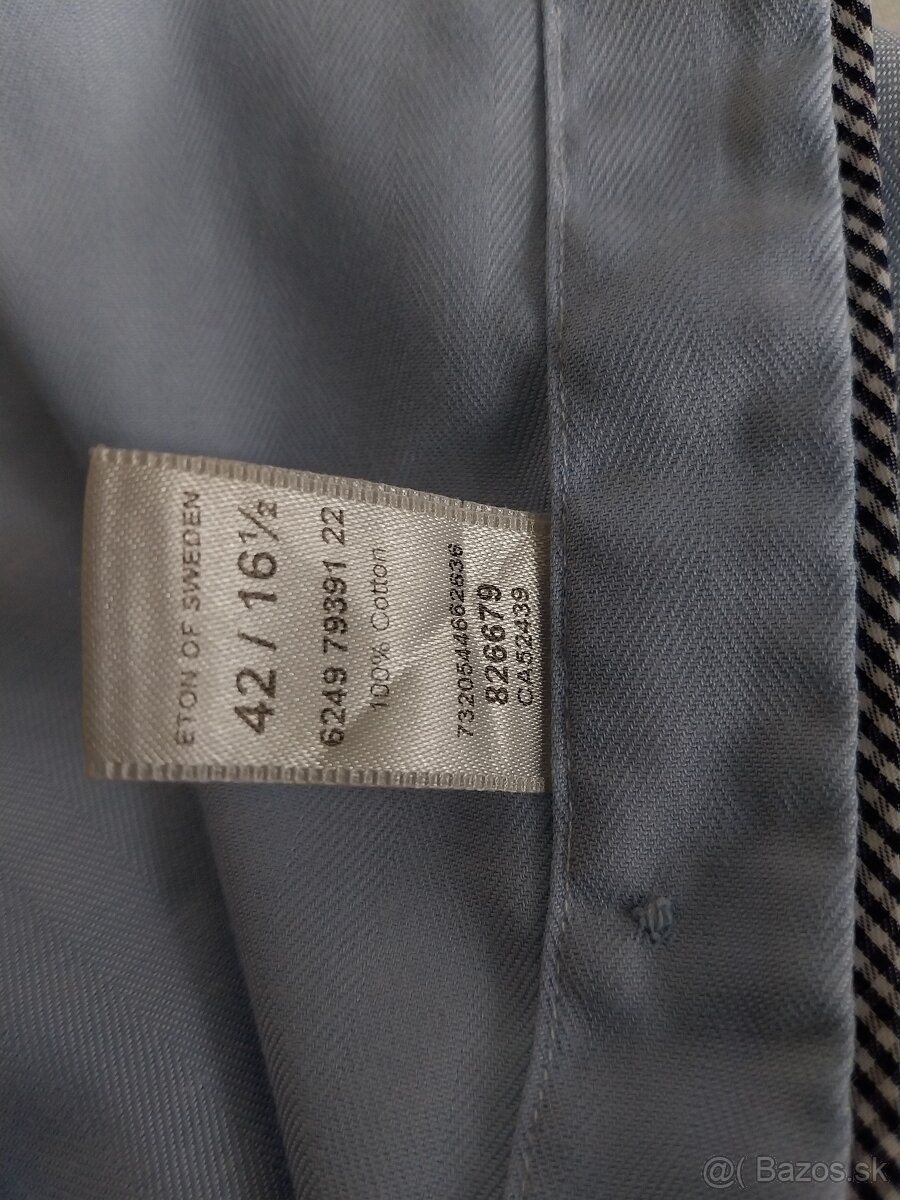 ETON OF SWEDEN
42 / 16½
6249 79391 22
100% Cotton
7320544662636
826679
CA52439
@( Bazos.sk